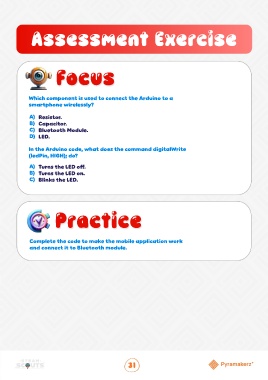 Assessment Exercise
Focus
Which component is used to connect the Arduino to a
smartphone wirelessly?
A) Resistor.
B) Capacitor.
C) Bluetooth Module.
D) LED.
In the Arduino code, what does the command digitalWrite
(ledPin, HIGH); do?
A) Turns the LED off.
B) Turns the LED on.
C) Blinks the LED.
Practice
Complete the code to make the mobile application work
and connect it to Bluetooth module.
31
Pyramakerz